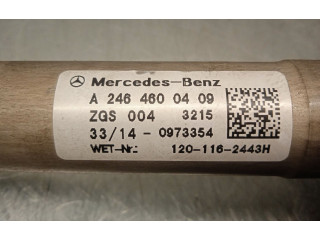 Mercedes-Benz
A 246 460 04 09
ZGS 004 3215
33/14 - 0973354
WET-Nr.: 120-116-2443H